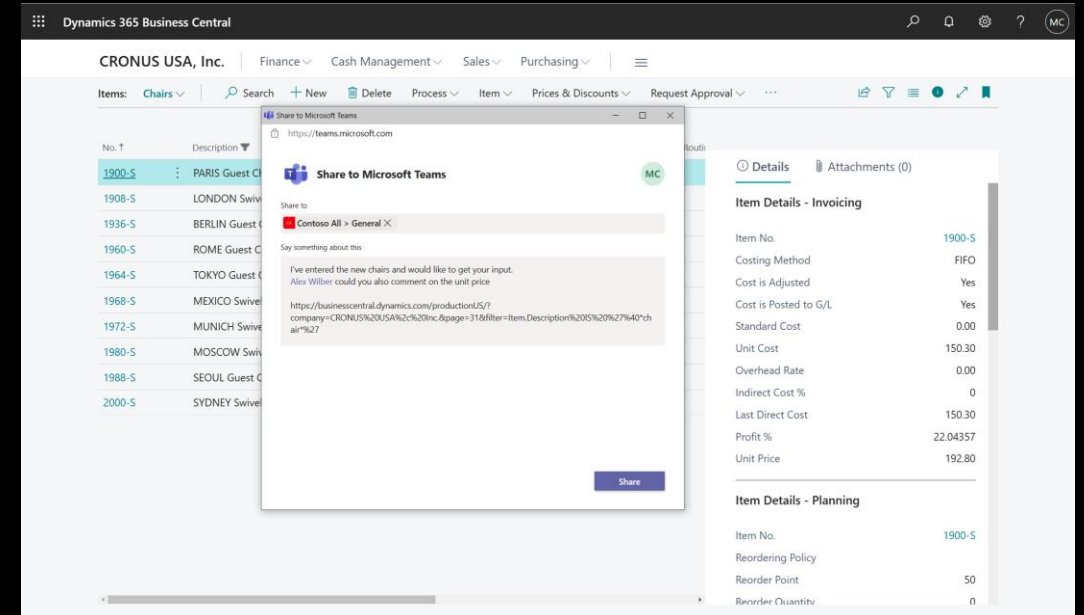 Dynamics 365 Business Central
?
MC
CRONUS USA, Inc.
Finance
Cash Management
Sales
Purchasing
Items:
Chairs
Search
New
Delete
Process
Item
Prices & Discounts
Request Approval
...
No. ↑
Description
Routi
1900-S
PARIS Guest Ch
1908-S
LONDON Swiv
1936-S
BERLIN Guest
1960-S
ROME Guest C
1964-S
TOKYO Guest
1968-S
MEXICO Swive
1972-S
MUNICH Swive
1980-S
MOSCOW Swiv
1988-S
SEOUL Guest C
2000-S
SYDNEY Swivel
Share to Microsoft Teams
https://teams.microsoft.com
Share to Microsoft Teams
MC
Share to
Contoso All > General
Say something about this
I've entered the new chairs and would like to get your input.
Alex Wilber could you also comment on the unit price
https://businesscentral.dynamics.com/productionUS/?
company=CRONUS%20USA%2c%20Inc.&page=31&filter=Item.Description%20IS%20%27%40*ch
air*%27
Share
Details
Attachments (0)
Item Details - Invoicing
Item No. 1900-S
Costing Method FIFO
Cost is Adjusted Yes
Cost is Posted to G/L Yes
Standard Cost 0.00
Unit Cost 150.30
Overhead Rate 0.00
Indirect Cost % 0
Last Direct Cost 150.30
Profit % 22.04357
Unit Price 192.80
Item Details - Planning
Item No. 1900-S
Reordering Policy
Reorder Point 50
Reorder Quantity 0